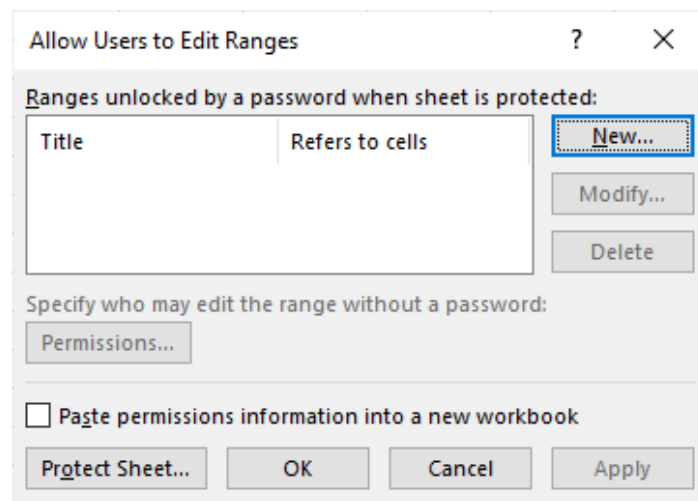 Allow Users to Edit Ranges ? ×
Ranges unlocked by a password when sheet is protected:
Title Refers to cells New...
Modify...
Delete
Specify who may edit the range without a password:
Permissions...
Paste permissions information into a new workbook
Protect Sheet... OK Cancel Apply